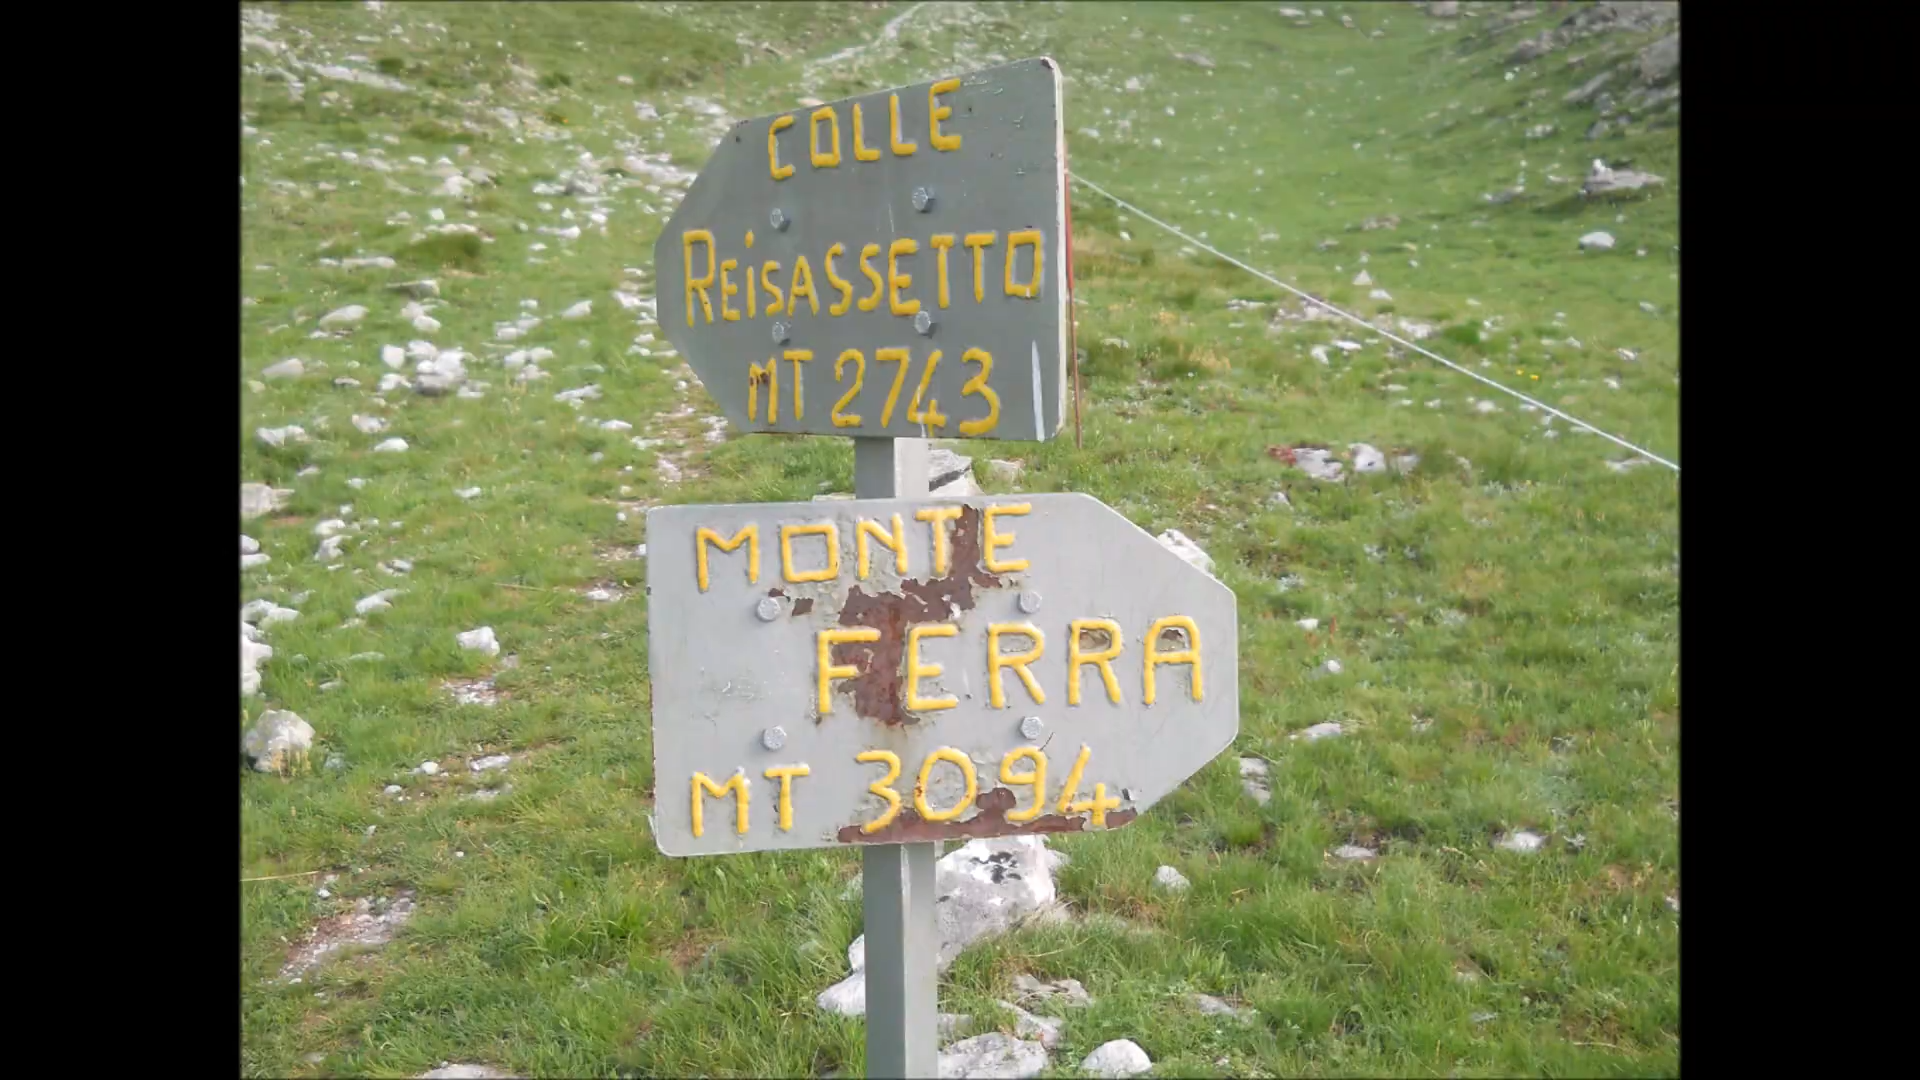 COLLE
REiSASSETTO
MT 2743
MONTE
FERRA
MT 3094